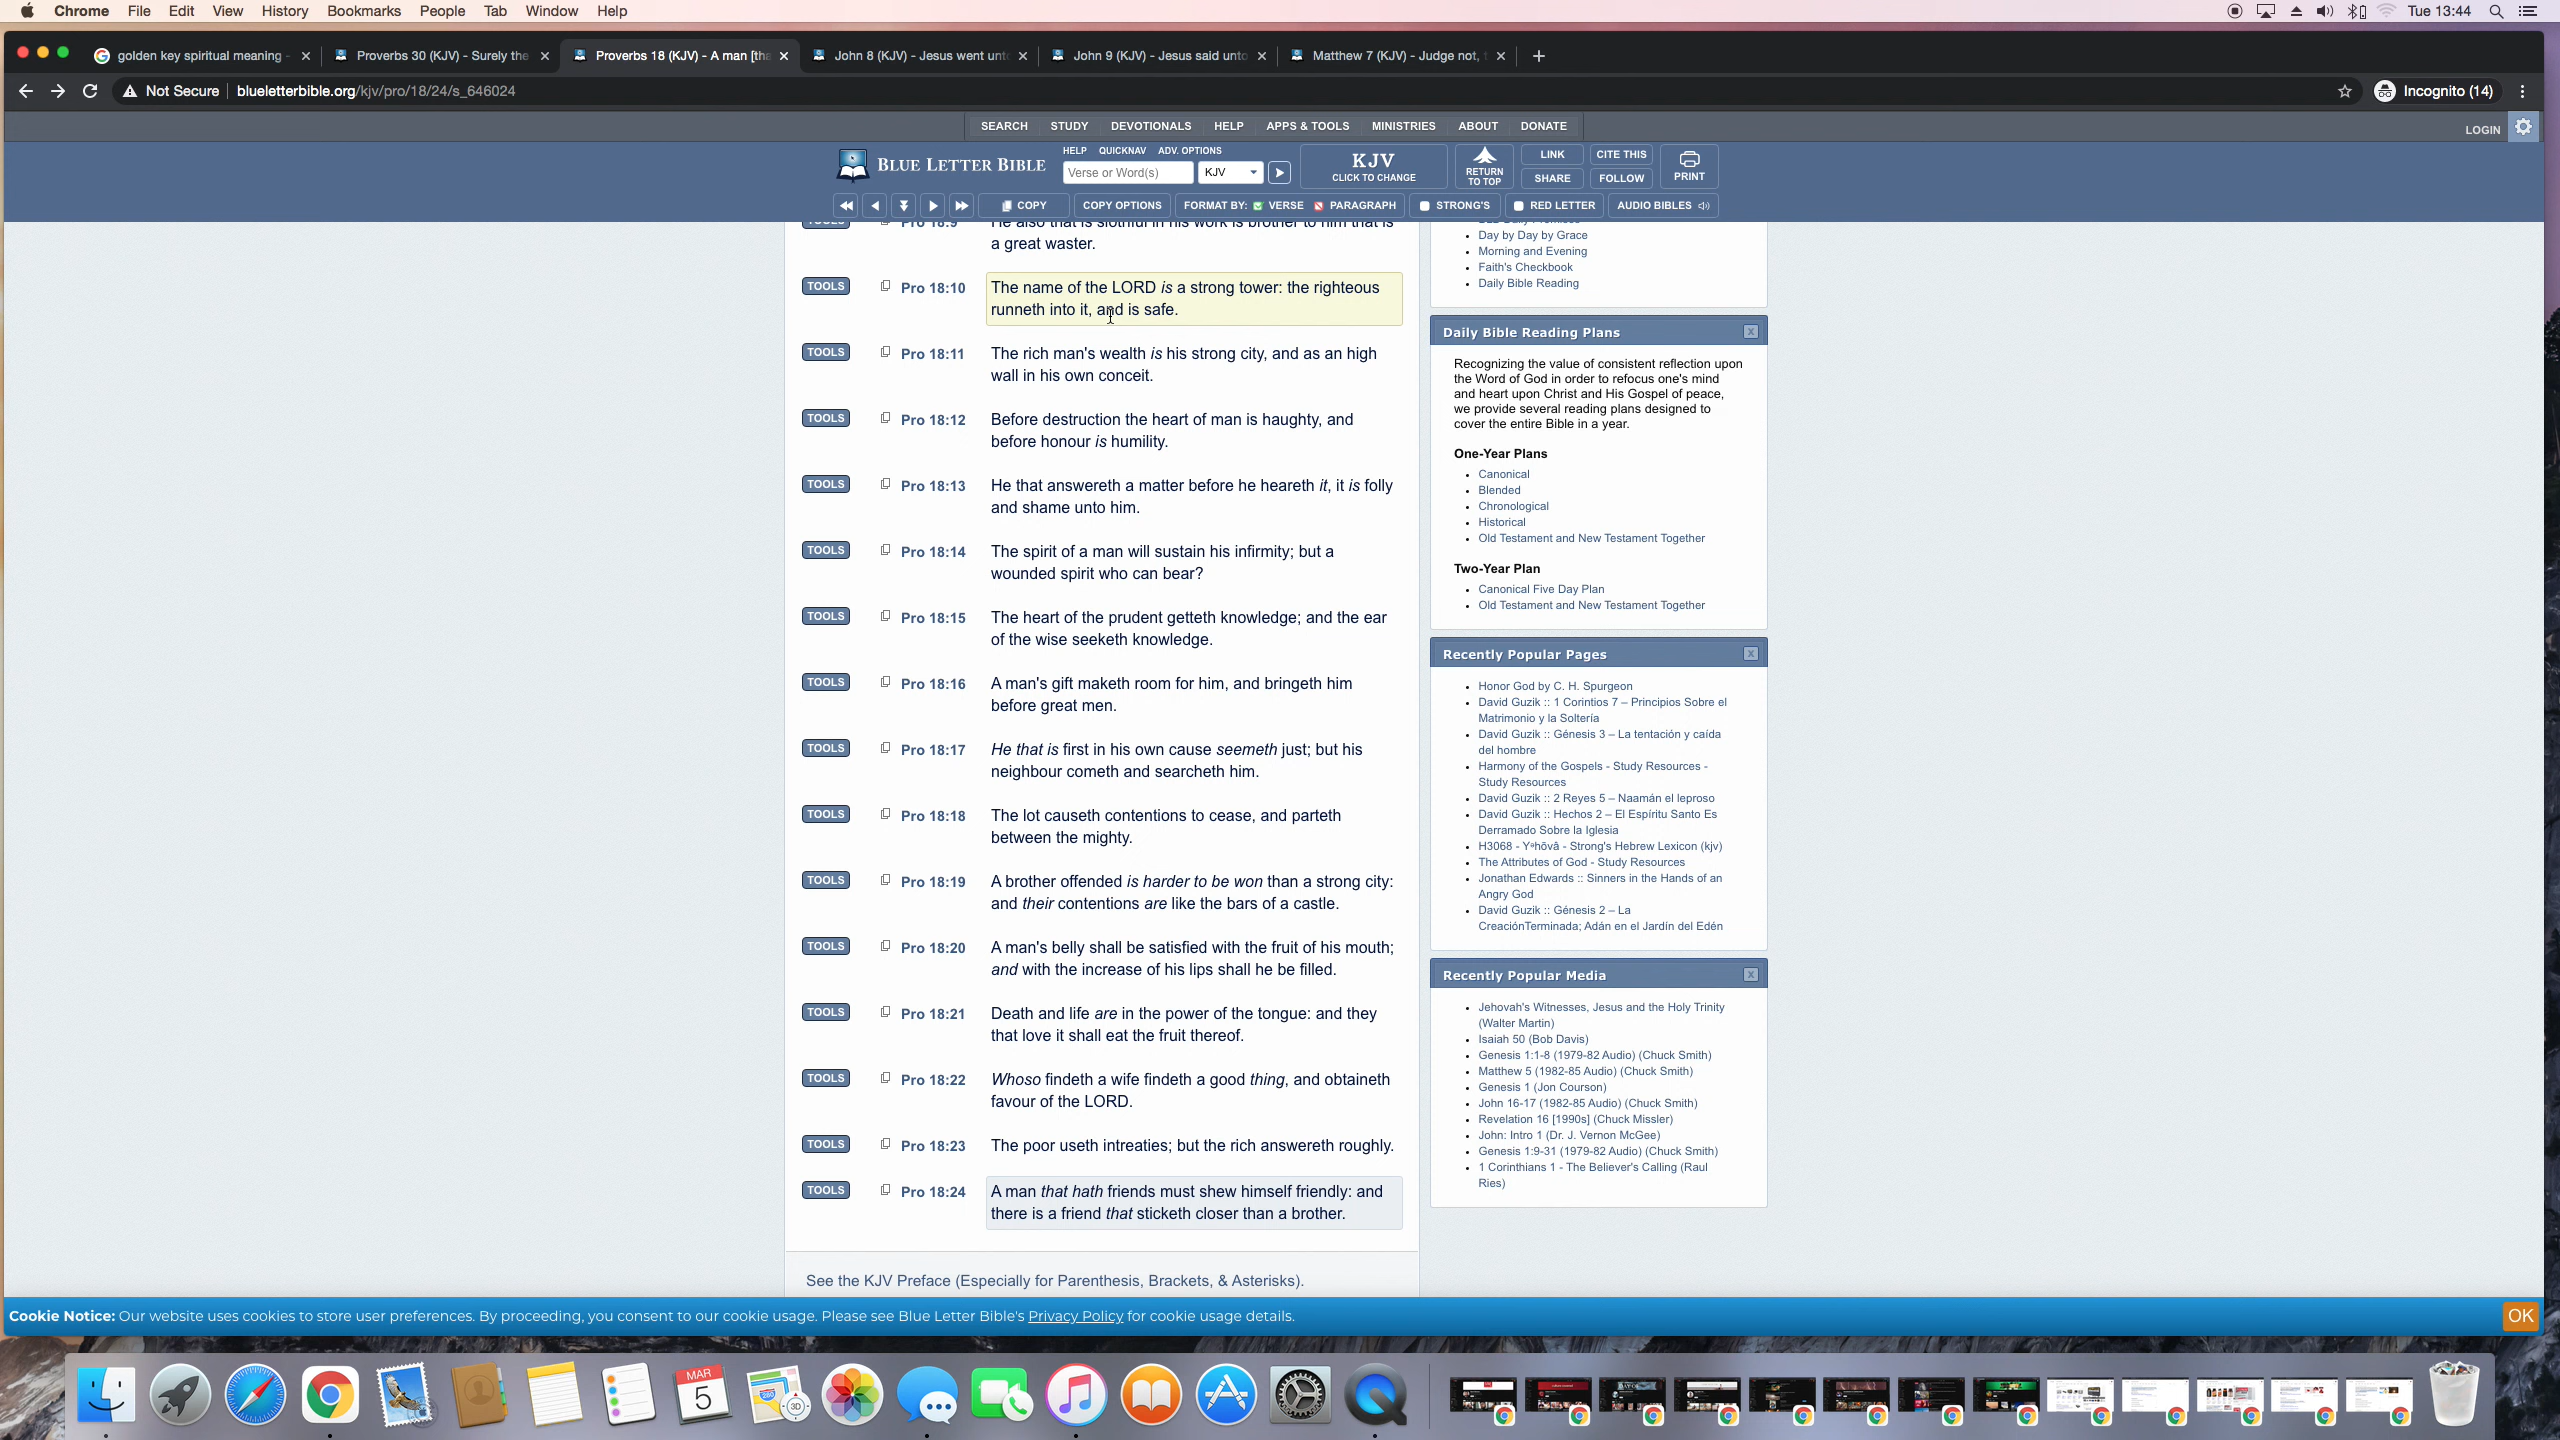 Chrome File Edit View History Bookmarks People Tab Window Help Tue 13:44
golden key spiritual meaning - Proverbs 30 (KJV) - Surely the Proverbs 18 (KJV) - A man [tha John 8 (KJV) - Jesus went unto John 9 (KJV) - Jesus said unto Matthew 7 (KJV) - Judge not,
Not Secure blueletterbible.org/kjv/pro/18/24/s_646024 Incognito (14)
SEARCH STUDY DEVOTIONALS HELP APPS & TOOLS MINISTRIES ABOUT DONATE LOGIN
BLUE LETTER BIBLE
HELP QUICKNAV ADV. OPTIONS
Verse or Word(s) KJV
KJV
CLICK TO CHANGE
RETURN
TO TOP
LINK CITE THIS
SHARE FOLLOW
PRINT
COPY COPY OPTIONS FORMAT BY: VERSE PARAGRAPH STRONG'S RED LETTER AUDIO BIBLES
TOOLS Pro 18:9 He also that is slothful in his work is brother to him that is
a great waster.
TOOLS Pro 18:10 The name of the LORD is a strong tower: the righteous
runneth into it, and is safe.
TOOLS Pro 18:11 The rich man's wealth is his strong city, and as an high
wall in his own conceit.
TOOLS Pro 18:12 Before destruction the heart of man is haughty, and
before honour is humility.
TOOLS Pro 18:13 He that answereth a matter before he heareth it, it is folly
and shame unto him.
TOOLS Pro 18:14 The spirit of a man will sustain his infirmity; but a
wounded spirit who can bear?
TOOLS Pro 18:15 The heart of the prudent getteth knowledge; and the ear
of the wise seeketh knowledge.
TOOLS Pro 18:16 A man's gift maketh room for him, and bringeth him
before great men.
TOOLS Pro 18:17 He that is first in his own cause seemeth just; but his
neighbour cometh and searcheth him.
TOOLS Pro 18:18 The lot causeth contentions to cease, and parteth
between the mighty.
TOOLS Pro 18:19 A brother offended is harder to be won than a strong city:
and their contentions are like the bars of a castle.
TOOLS Pro 18:20 A man's belly shall be satisfied with the fruit of his mouth;
and with the increase of his lips shall he be filled.
TOOLS Pro 18:21 Death and life are in the power of the tongue: and they
that love it shall eat the fruit thereof.
TOOLS Pro 18:22 Whoso findeth a wife findeth a good thing, and obtaineth
favour of the LORD.
TOOLS Pro 18:23 The poor useth intreaties; but the rich answereth roughly.
TOOLS Pro 18:24 A man that hath friends must shew himself friendly: and
there is a friend that sticketh closer than a brother.
See the KJV Preface (Especially for Parenthesis, Brackets, & Asterisks).
Day by Day by Grace
Morning and Evening
Faith's Checkbook
Daily Bible Reading
Daily Bible Reading Plans
Recognizing the value of consistent reflection upon
the Word of God in order to refocus one's mind
and heart upon Christ and His Gospel of peace,
we provide several reading plans designed to
cover the entire Bible in a year.
One-Year Plans
Canonical
Blended
Chronological
Historical
Old Testament and New Testament Together
Two-Year Plan
Canonical Five Day Plan
Old Testament and New Testament Together
Recently Popular Pages
Honor God by C. H. Spurgeon
David Guzik :: 1 Corintios 7 – Principios Sobre el
Matrimonio y la Soltería
David Guzik :: Génesis 3 – La tentación y caída
del hombre
Harmony of the Gospels - Study Resources -
Study Resources
David Guzik :: 2 Reyes 5 – Naamán el leproso
David Guzik :: Hechos 2 – El Espíritu Santo Es
Derramado Sobre la Iglesia
H3068 - Yᵊhōvâ - Strong's Hebrew Lexicon (kjv)
The Attributes of God - Study Resources
Jonathan Edwards :: Sinners in the Hands of an
Angry God
David Guzik :: Génesis 2 – La
CreaciónTerminada; Adán en el Jardín del Edén
Recently Popular Media
Jehovah's Witnesses, Jesus and the Holy Trinity
(Walter Martin)
Isaiah 50 (Bob Davis)
Genesis 1:1-8 (1979-82 Audio) (Chuck Smith)
Matthew 5 (1982-85 Audio) (Chuck Smith)
Genesis 1 (Jon Courson)
John 16-17 (1982-85 Audio) (Chuck Smith)
Revelation 16 [1990s] (Chuck Missler)
John: Intro 1 (Dr. J. Vernon McGee)
Genesis 1:9-31 (1979-82 Audio) (Chuck Smith)
1 Corinthians 1 - The Believer's Calling (Raul
Ries)
Cookie Notice: Our website uses cookies to store user preferences. By proceeding, you consent to our cookie usage. Please see Blue Letter Bible's Privacy Policy for cookie usage details. OK
MAR
5
3D